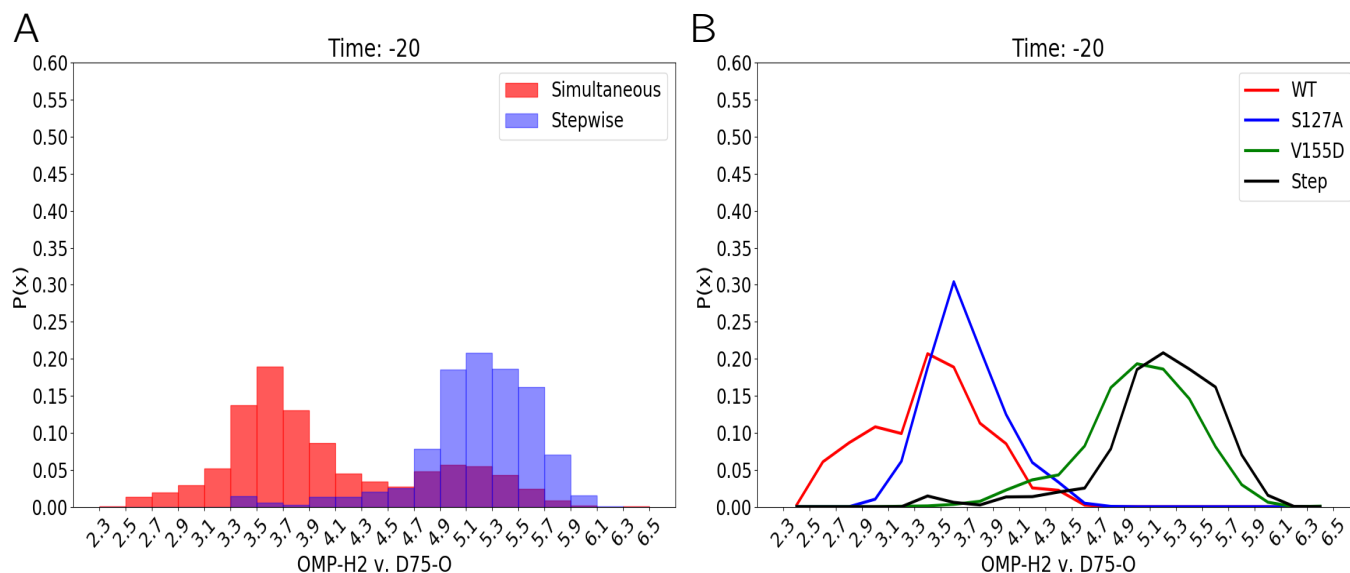 A
Time: -20
0.60
0.55
0.50
0.45
0.40
0.35
0.30
0.25
0.20
0.15
0.10
0.05
0.00
P(x)
Simultaneous
Stepwise
2.3 2.5 2.7 2.9 3.1 3.3 3.5 3.7 3.9 4.1 4.3 4.5 4.7 4.9 5.1 5.3 5.5 5.7 5.9 6.1 6.3 6.5
OMP-H2 v. D75-O
B
Time: -20
0.60
0.55
0.50
0.45
0.40
0.35
0.30
0.25
0.20
0.15
0.10
0.05
0.00
P(x)
WT
S127A
V155D
Step
2.3 2.5 2.7 2.9 3.1 3.3 3.5 3.7 3.9 4.1 4.3 4.5 4.7 4.9 5.1 5.3 5.5 5.7 5.9 6.1 6.3 6.5
OMP-H2 v. D75-O